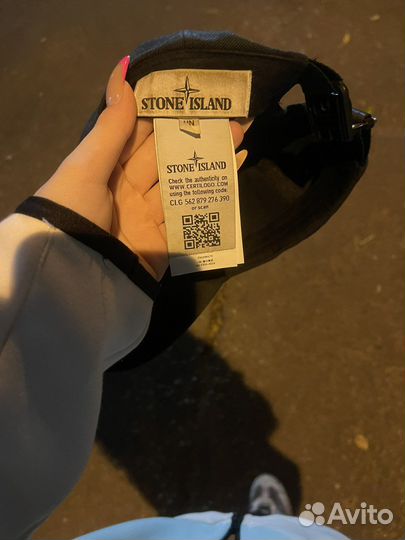 STONE ISLAND
UN
STONE ISLAND
Check the authenticity on
WWW.CERTILOGO.COM
using the following code:
CLG 562 879 276 390
or scan
Avito